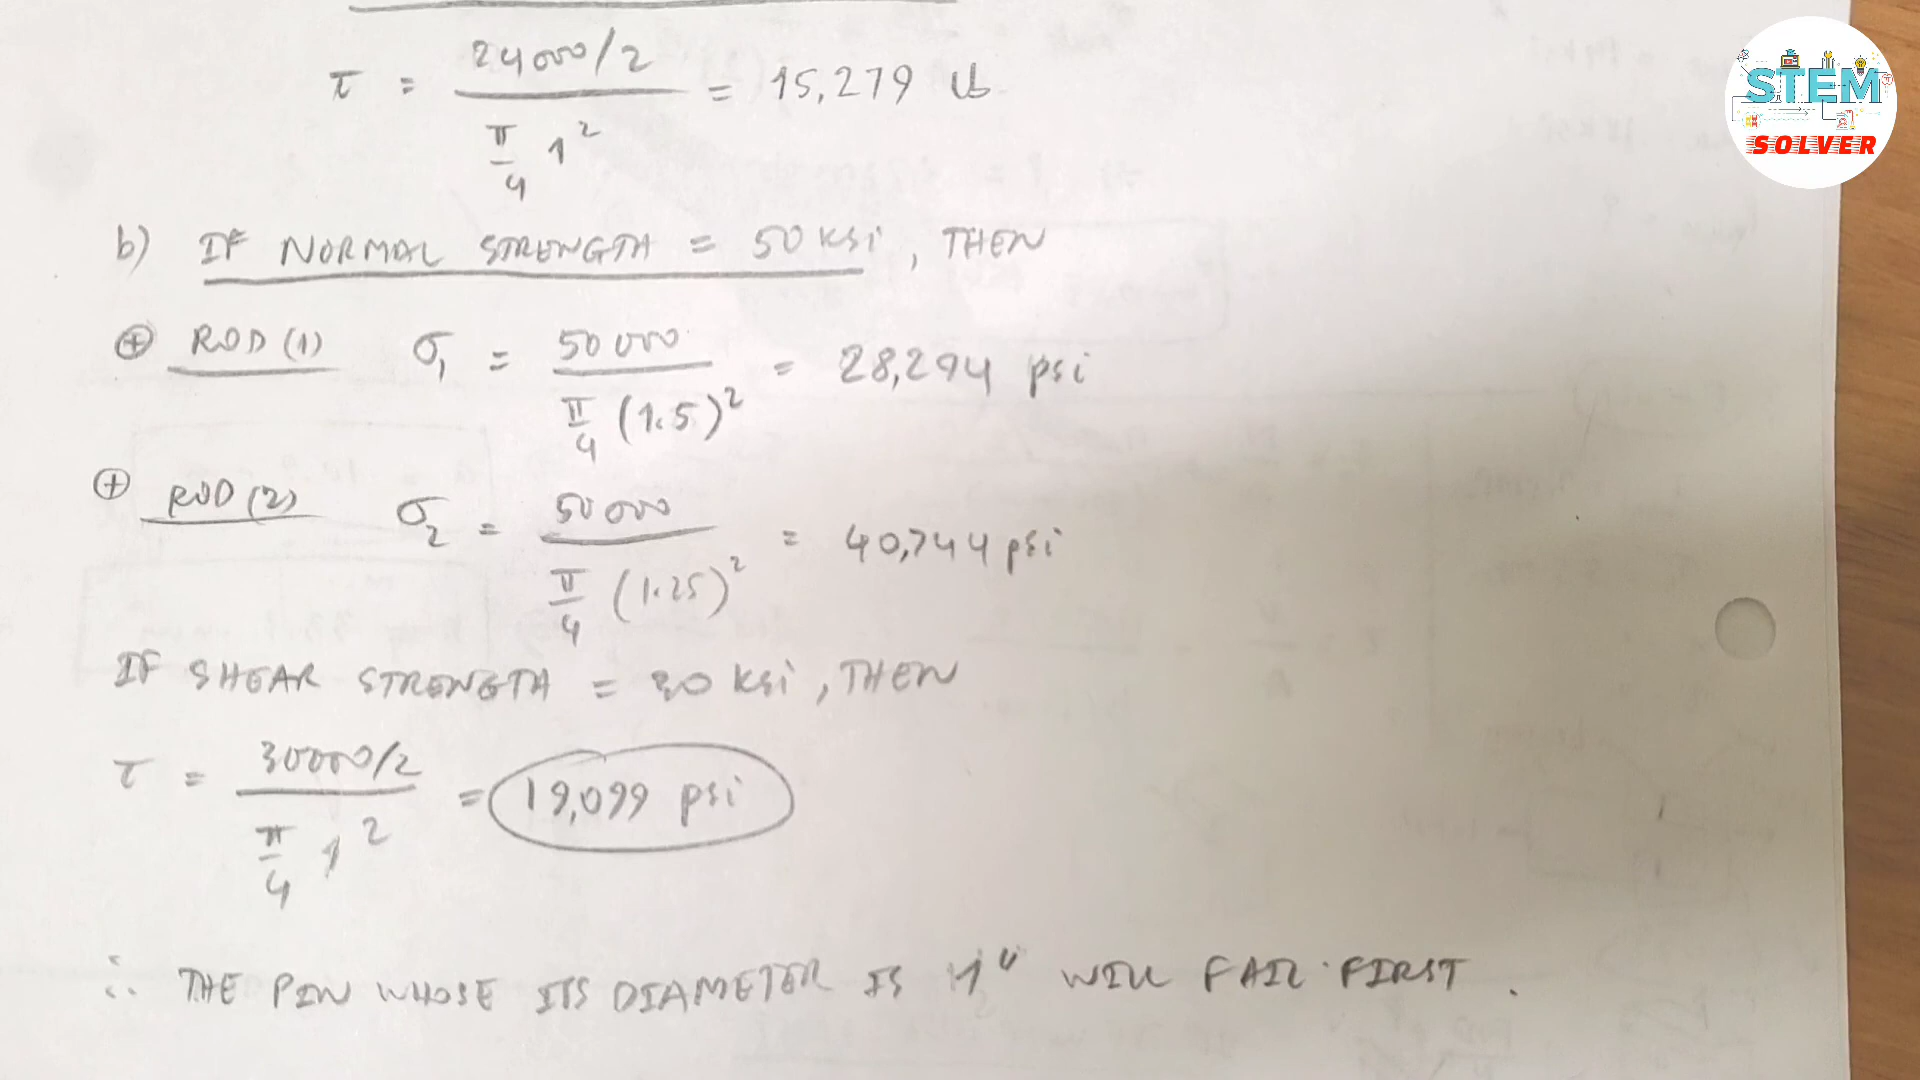 τ = 24000/2 / π/4 1² = 15,279 lb
STEM
SOLVER
b) IF NORMAL STRENGTH = 50 ksi, THEN
⊕ ROD (1) σ₁ = 50000 / π/4 (1.5)² = 28,294 psi
⊕ ROD (2) σ₂ = 50000 / π/4 (1.25)² = 40,744 psi
IF SHEAR STRENGTH = 30 ksi, THEN
τ = 30000/2 / π/4 1² = 19,099 psi
∴ THE PIN WHOSE ITS DIAMETER IS 1" WILL FAIL FIRST.